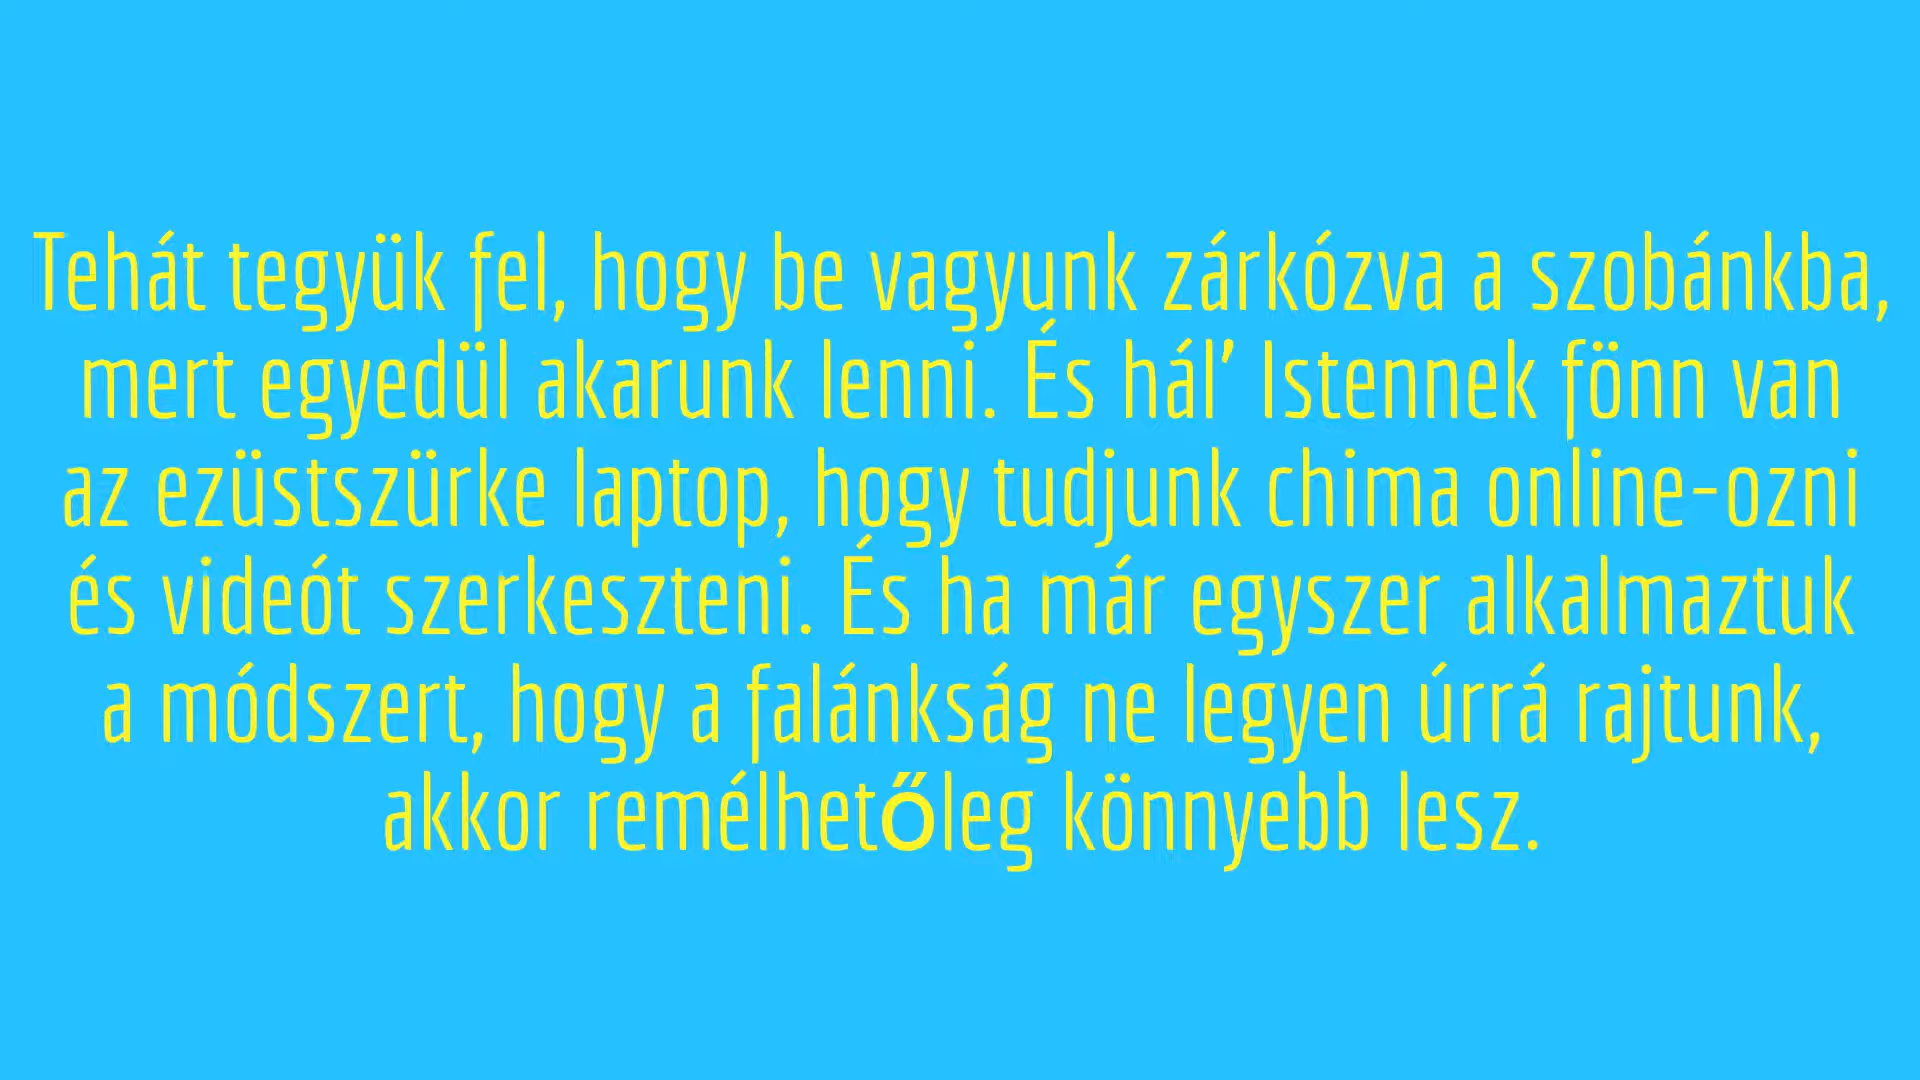 Tehát tegyük fel, hogy be vagyunk zárkózva a szobánkba,
mert egyedül akarunk lenni. És hál' Istennek fönn van
az ezüstszürke laptop, hogy tudjunk chima online-ozni
és videót szerkeszteni. És ha már egyszer alkalmaztuk
a módszert, hogy a falánkság ne legyen úrrá rajtunk,
akkor remélhetőleg könnyebb lesz.